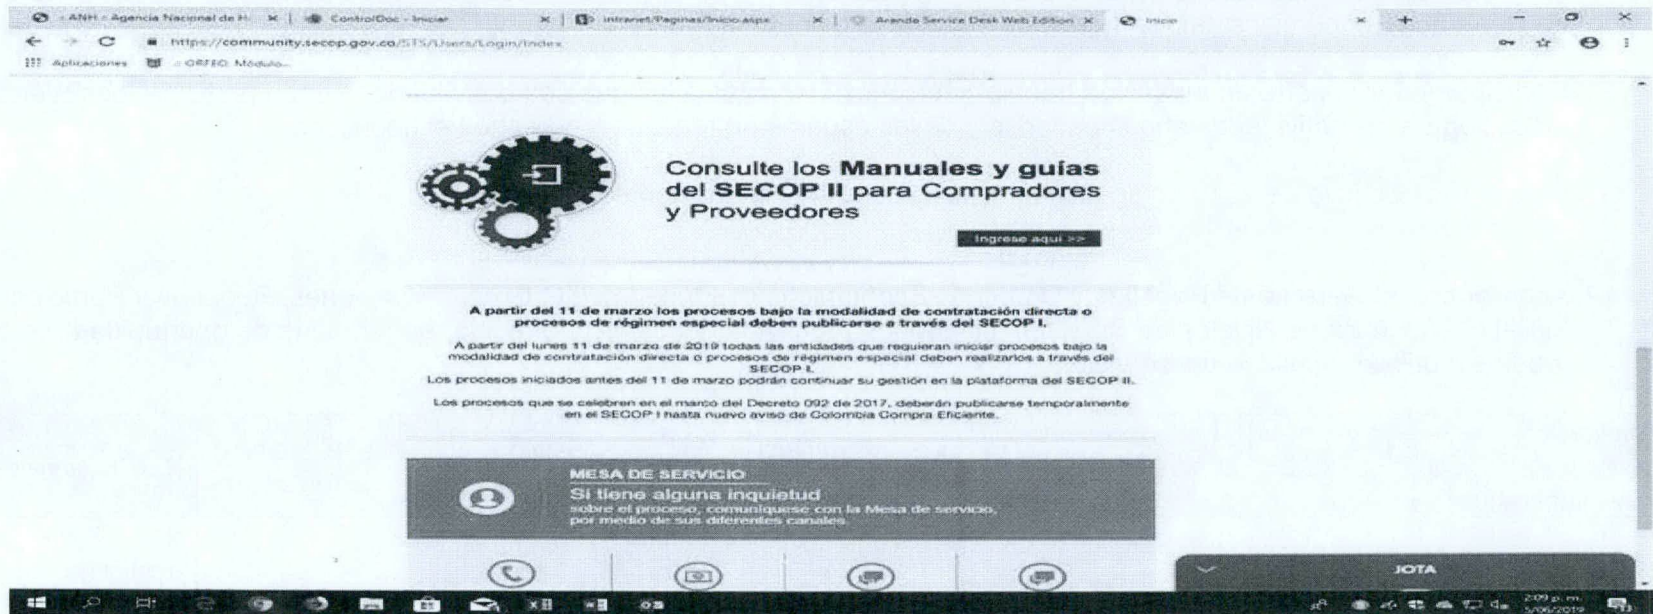 ANH - Agencia Nacional de H
ControlDoc - Iniciar
intranet/Paginas/Inicio.aspx
Aranda Service Desk Web Edition
Inicio
https://community.secop.gov.co/STS/Users/Login/Index
Aplicaciones
ORFEO. Módulo...
Consulte los Manuales y guías
del SECOP II para Compradores
y Proveedores
Ingrese aquí >>
A partir del 11 de marzo los procesos bajo la modalidad de contratación directa o
procesos de régimen especial deben publicarse a través del SECOP I.
A partir del lunes 11 de marzo de 2019 todas las entidades que requieran iniciar procesos bajo la
modalidad de contratación directa o procesos de régimen especial deben realizarlos a través del
SECOP I.
Los procesos iniciados antes del 11 de marzo podrán continuar su gestión en la plataforma del SECOP II.
Los procesos que se celebren en el marco del Decreto 092 de 2017, deberán publicarse temporalmente
en el SECOP I hasta nuevo aviso de Colombia Compra Eficiente.
MESA DE SERVICIO
Si tiene alguna inquietud
sobre el proceso, comuníquese con la Mesa de servicio,
por medio de sus diferentes canales.
JOTA
2:09 p. m.
5/06/2019